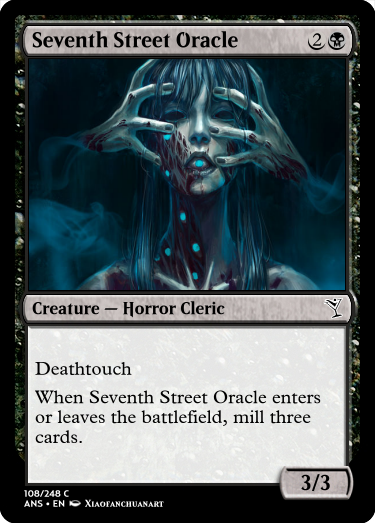 Seventh Street Oracle 2
Creature — Horror Cleric
Deathtouch
When Seventh Street Oracle enters
or leaves the battlefield, mill three
cards.
3/3
108/248 C
ANS • EN Xiaofanchuanart